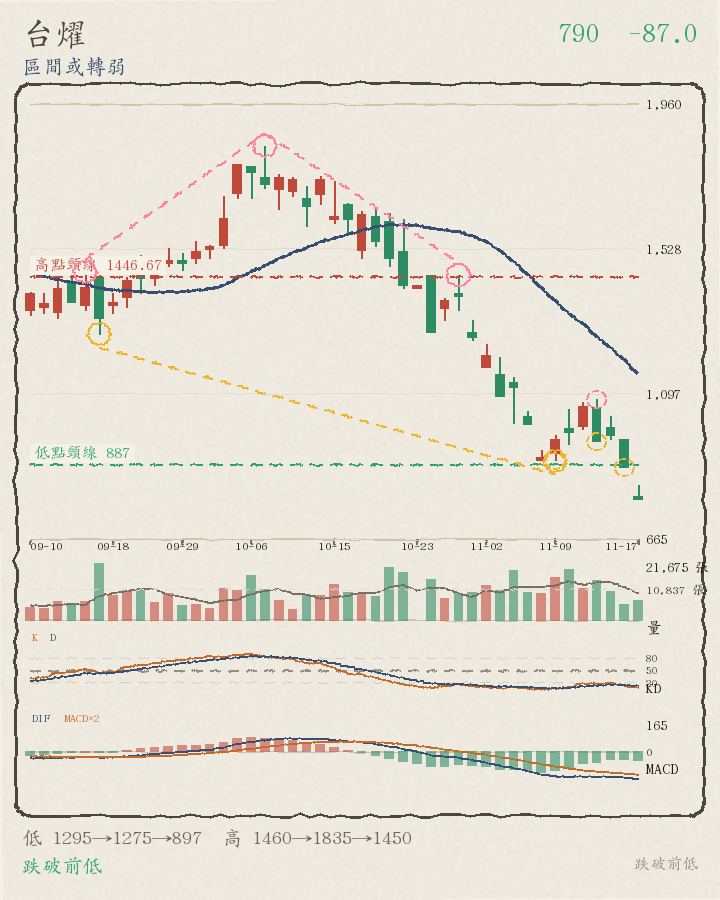 台燿
790 -87.0
區間或轉弱
1,960
1,528
高點頸線 1446.67
1,097
低點頸線 887
665
09-10 09-18 09-29 10-06 10-15 10-23 11-02 11-09 11-17
21,675 張
10,837 張
量
K D
80
50
20
KD
DIF MACD×2
165
0
MACD
低 1295→1275→897 高 1460→1835→1450
跌破前低
跌破前低